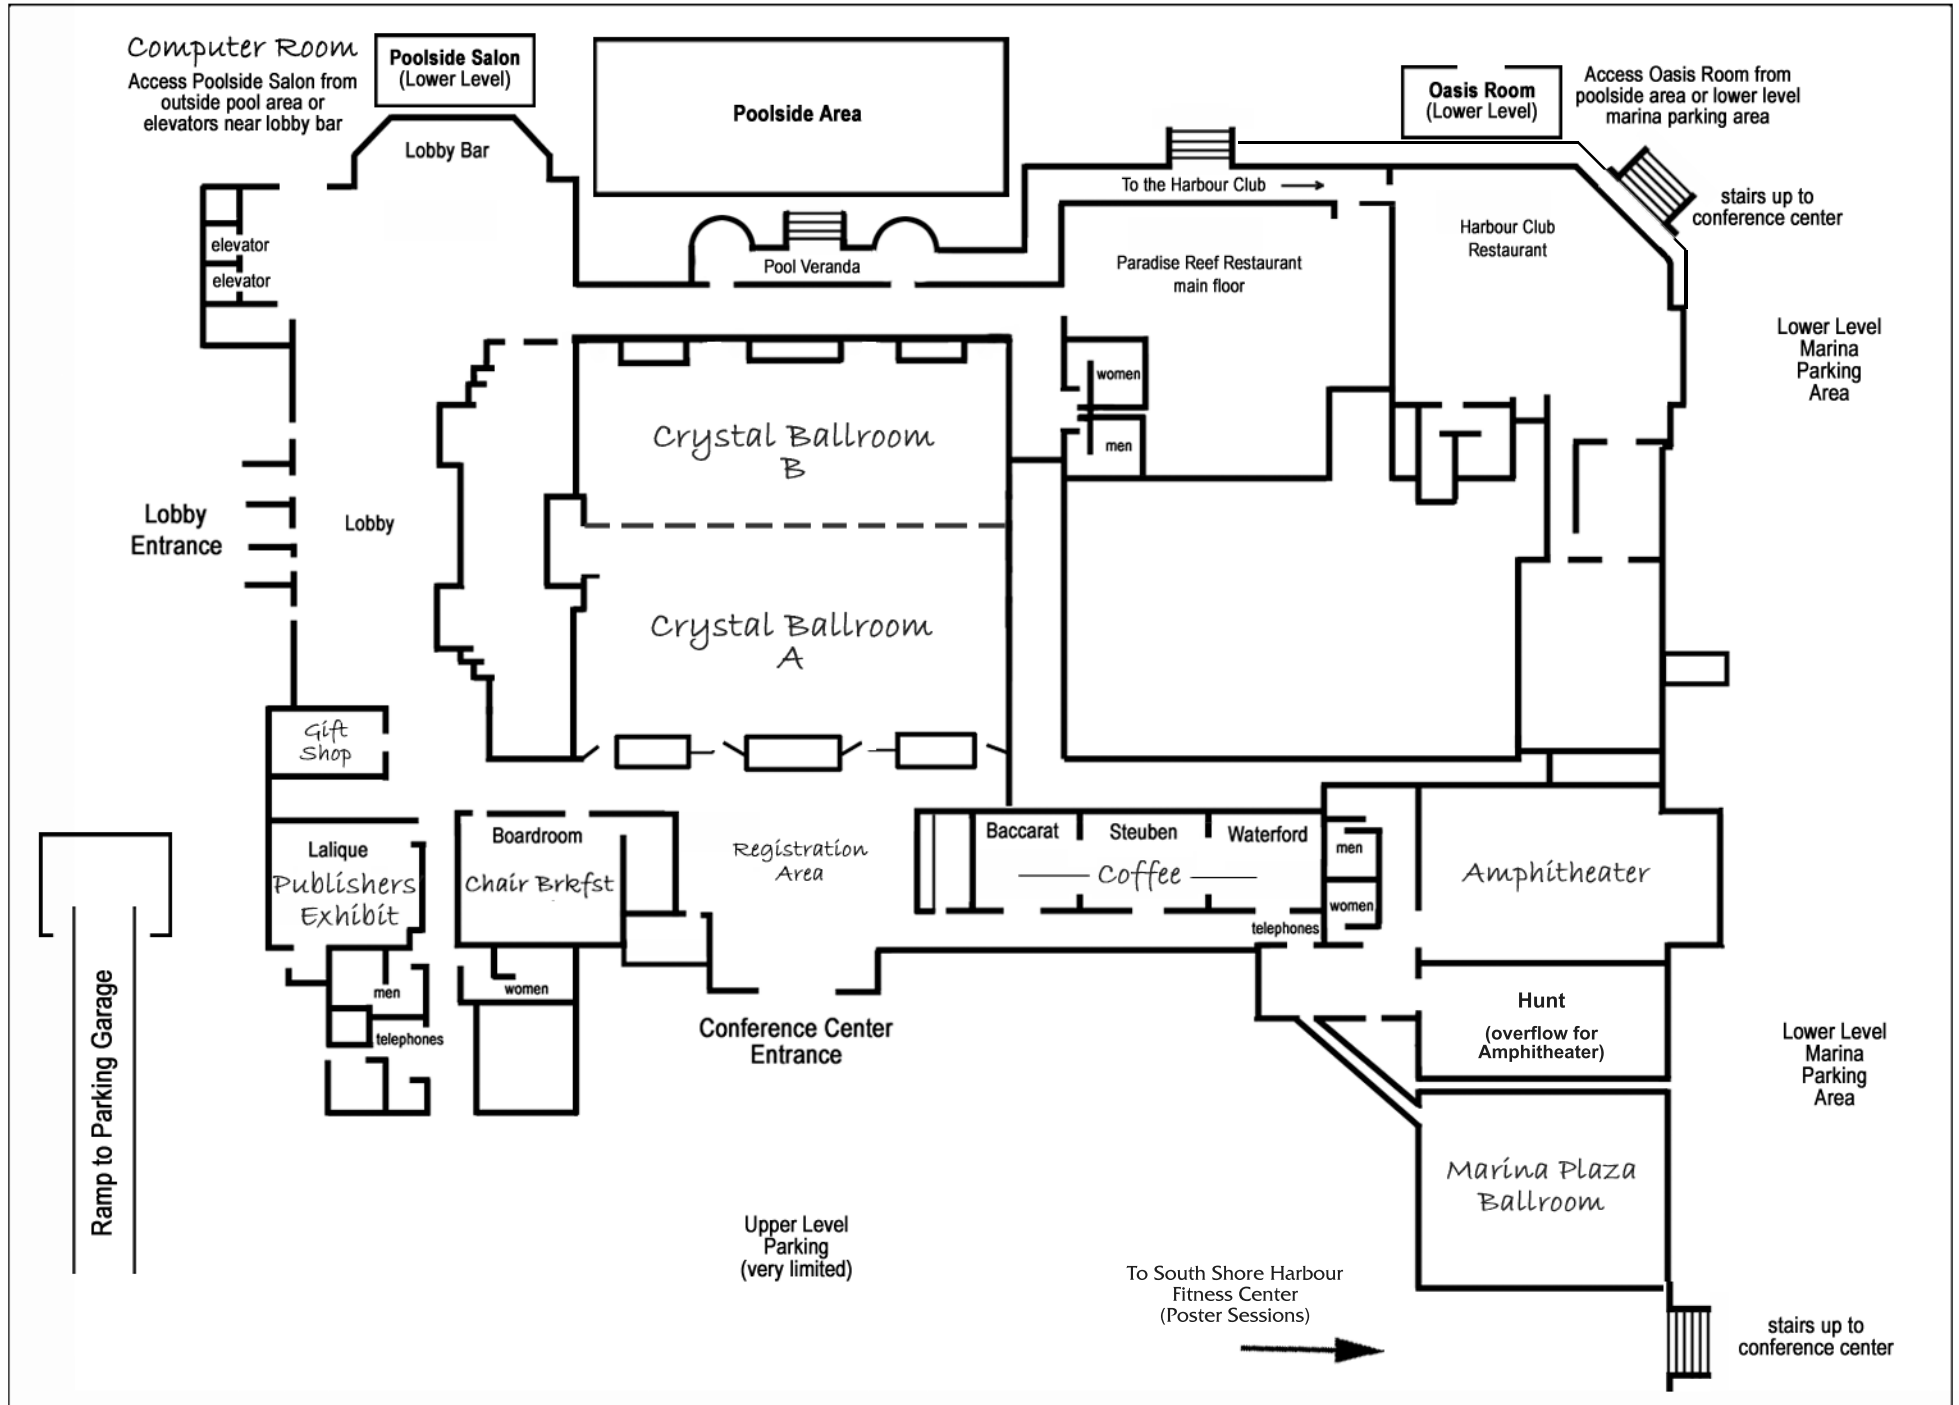 Computer Room
Access Poolside Salon from
outside pool area or
elevators near lobby bar
Poolside Salon
(Lower Level)
Poolside Area
Oasis Room
(Lower Level)
Access Oasis Room from
poolside area or lower level
marina parking area
Lobby Bar
To the Harbour Club
stairs up to
conference center
elevator
elevator
Pool Veranda
Paradise Reef Restaurant
main floor
Harbour Club
Restaurant
Lower Level
Marina
Parking
Area
women
men
Crystal Ballroom
B
Lobby
Entrance
Lobby
Crystal Ballroom
A
Gift
Shop
Lalique
Publishers
Exhibit
Boardroom
Chair Brkfst
Registration
Area
Baccarat
Steuben
Waterford
Coffee
men
women
telephones
Amphitheater
men
telephones
women
Conference Center
Entrance
Hunt
(overflow for
Amphitheater)
Lower Level
Marina
Parking
Area
Ramp to Parking Garage
Marina Plaza
Ballroom
Upper Level
Parking
(very limited)
To South Shore Harbour
Fitness Center
(Poster Sessions)
stairs up to
conference center